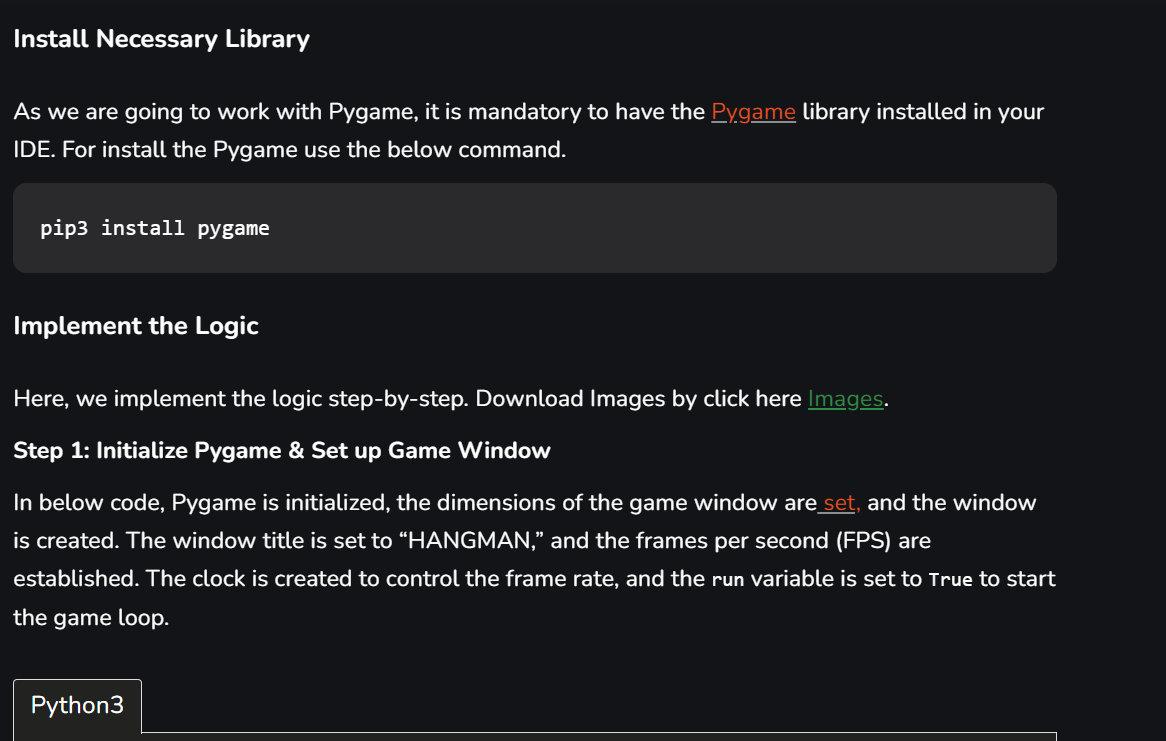 Install Necessary Library
As we are going to work with Pygame, it is mandatory to have the Pygame library installed in your
IDE. For install the Pygame use the below command.
pip3 install pygame
Implement the Logic
Here, we implement the logic step-by-step. Download Images by click here Images.
Step 1: Initialize Pygame & Set up Game Window
In below code, Pygame is initialized, the dimensions of the game window are set, and the window
is created. The window title is set to “HANGMAN,” and the frames per second (FPS) are
established. The clock is created to control the frame rate, and the run variable is set to True to start
the game loop.
Python3